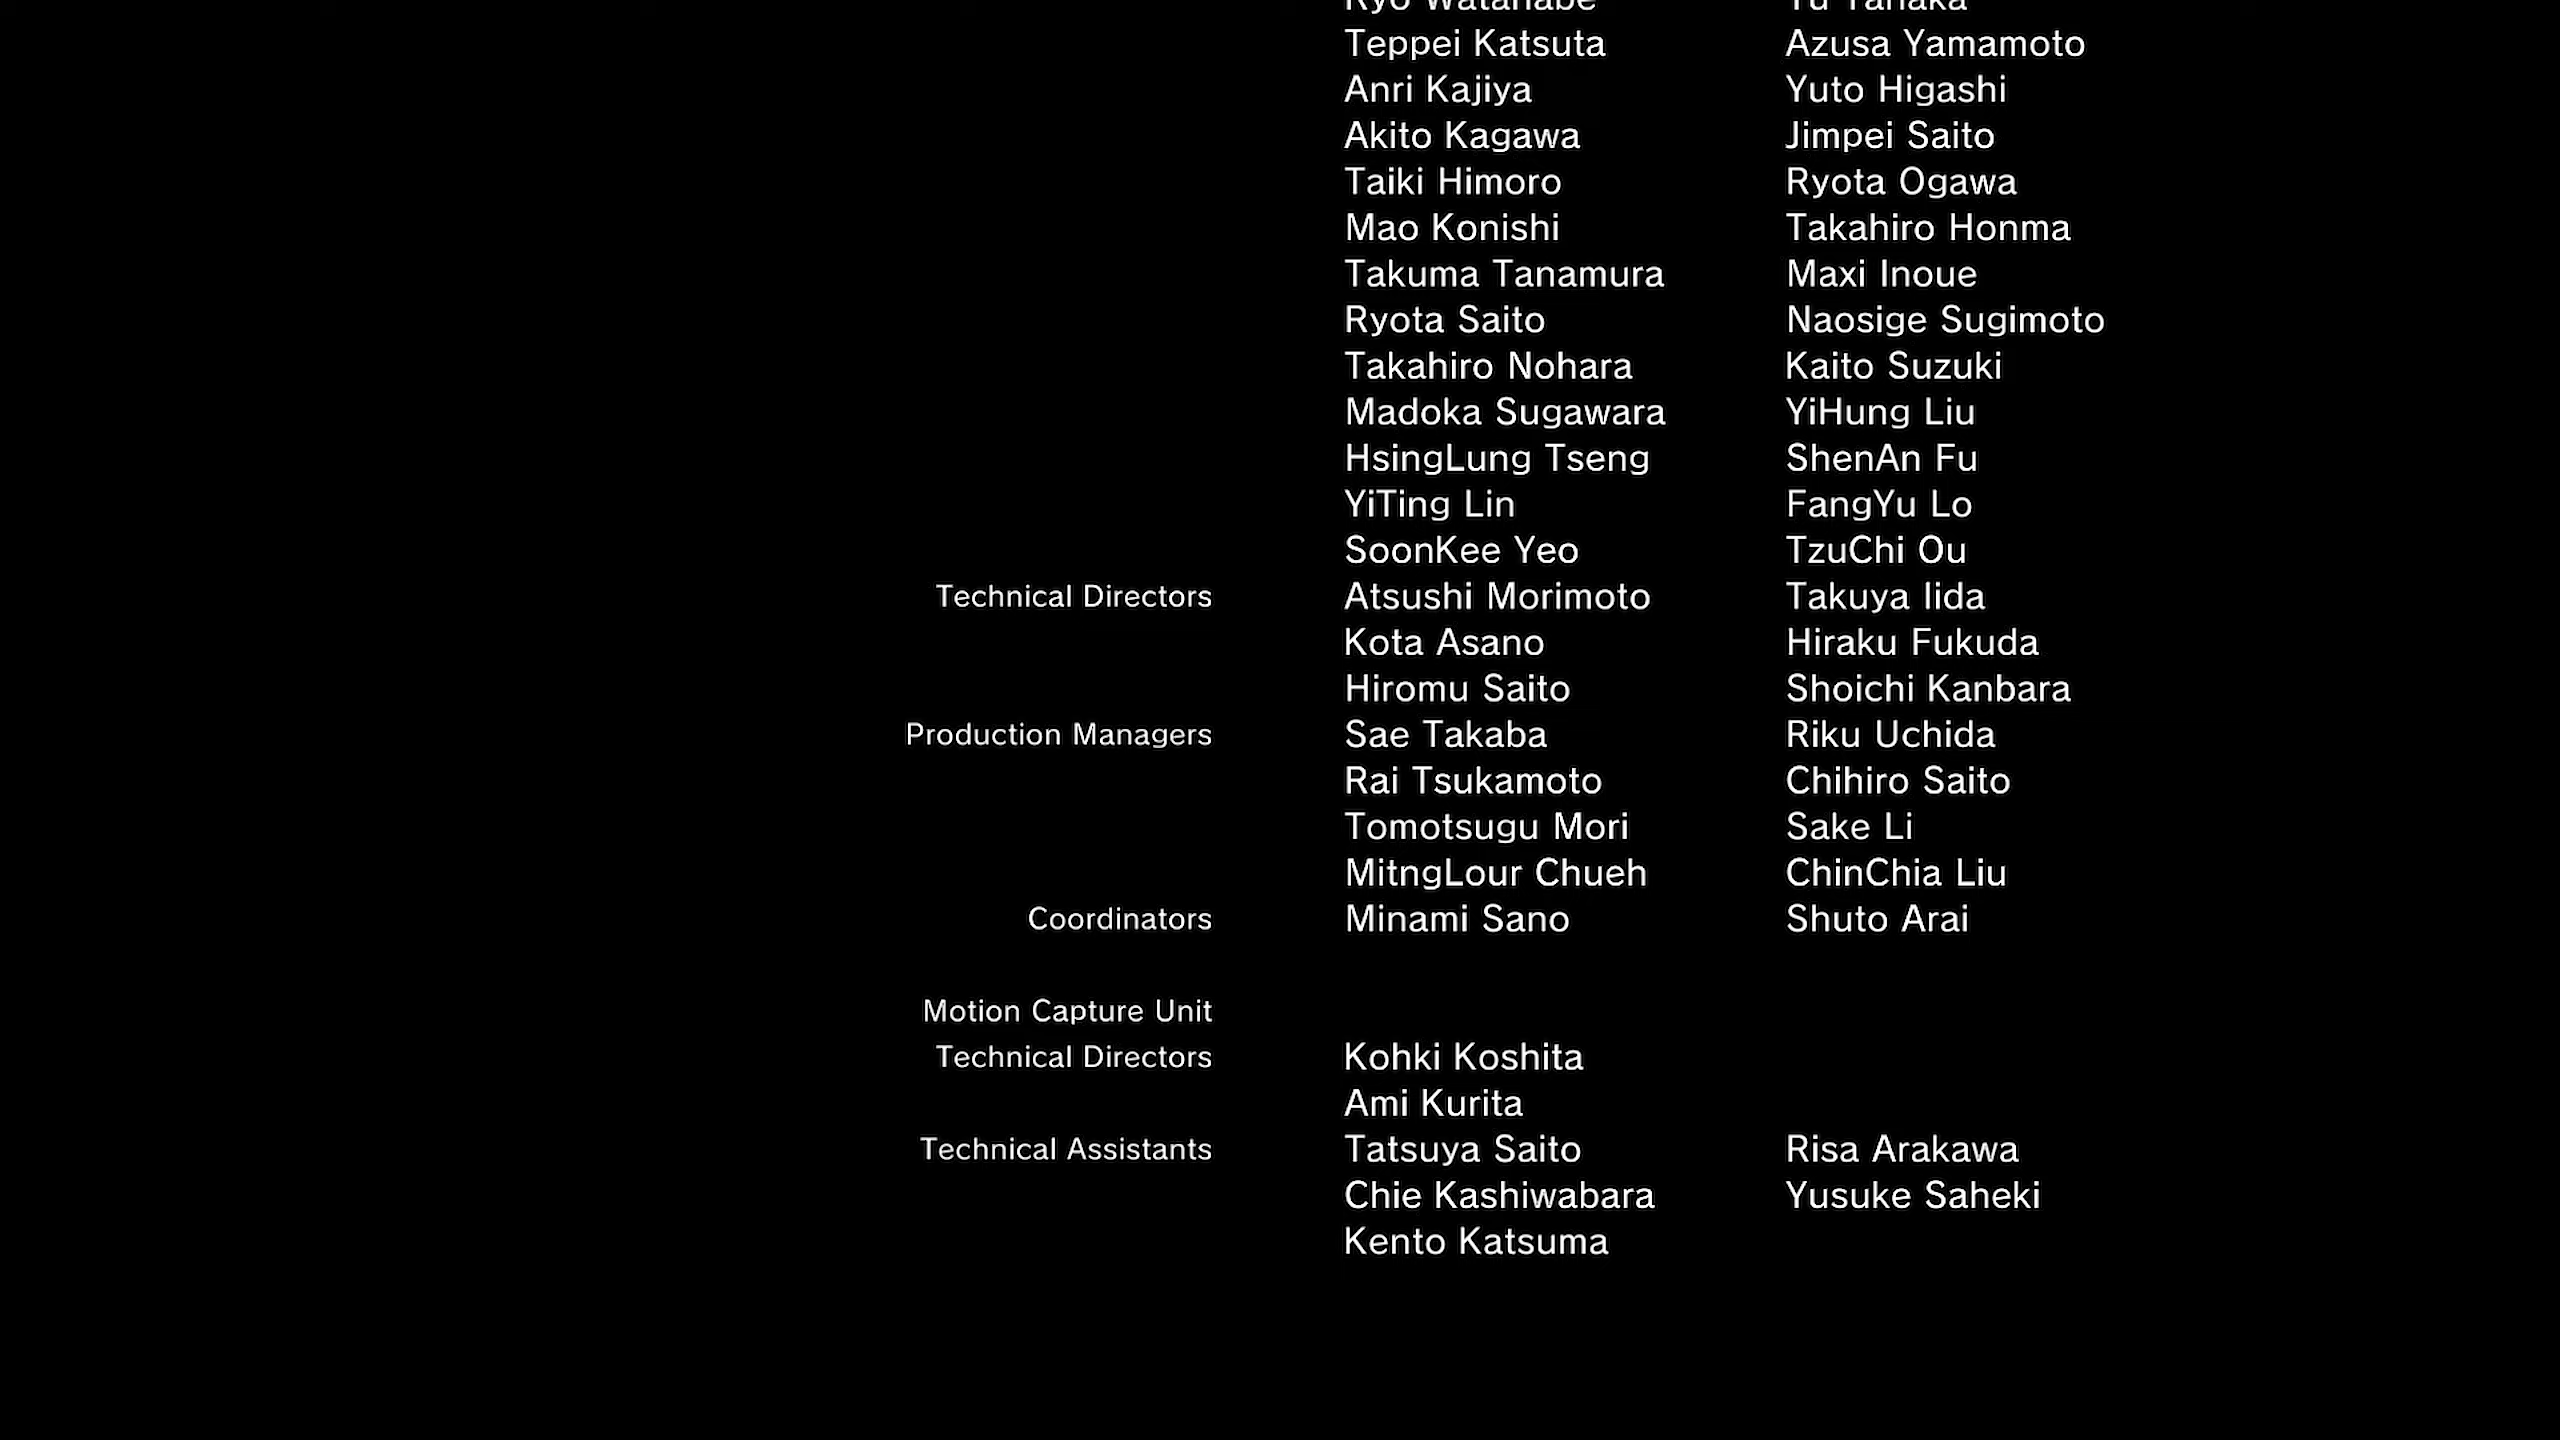 Ryo Watanabe Yu Tanaka
Teppei Katsuta Azusa Yamamoto
Anri Kajiya Yuto Higashi
Akito Kagawa Jimpei Saito
Taiki Himoro Ryota Ogawa
Mao Konishi Takahiro Honma
Takuma Tanamura Maxi Inoue
Ryota Saito Naosige Sugimoto
Takahiro Nohara Kaito Suzuki
Madoka Sugawara YiHung Liu
HsingLung Tseng ShenAn Fu
YiTing Lin FangYu Lo
SoonKee Yeo TzuChi Ou
Technical Directors Atsushi Morimoto Takuya Iida
Kota Asano Hiraku Fukuda
Hiromu Saito Shoichi Kanbara
Production Managers Sae Takaba Riku Uchida
Rai Tsukamoto Chihiro Saito
Tomotsugu Mori Sake Li
MitngLour Chueh ChinChia Liu
Coordinators Minami Sano Shuto Arai
Motion Capture Unit
Technical Directors Kohki Koshita
Ami Kurita
Technical Assistants Tatsuya Saito Risa Arakawa
Chie Kashiwabara Yusuke Saheki
Kento Katsuma